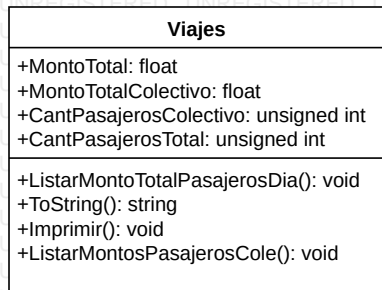 Viajes
+MontoTotal: float
+MontoTotalColectivo: float
+CantPasajerosColectivo: unsigned int
+CantPasajerosTotal: unsigned int
+ListarMontoTotalPasajerosDia(): void
+ToString(): string
+Imprimir(): void
+ListarMontosPasajerosCole(): void